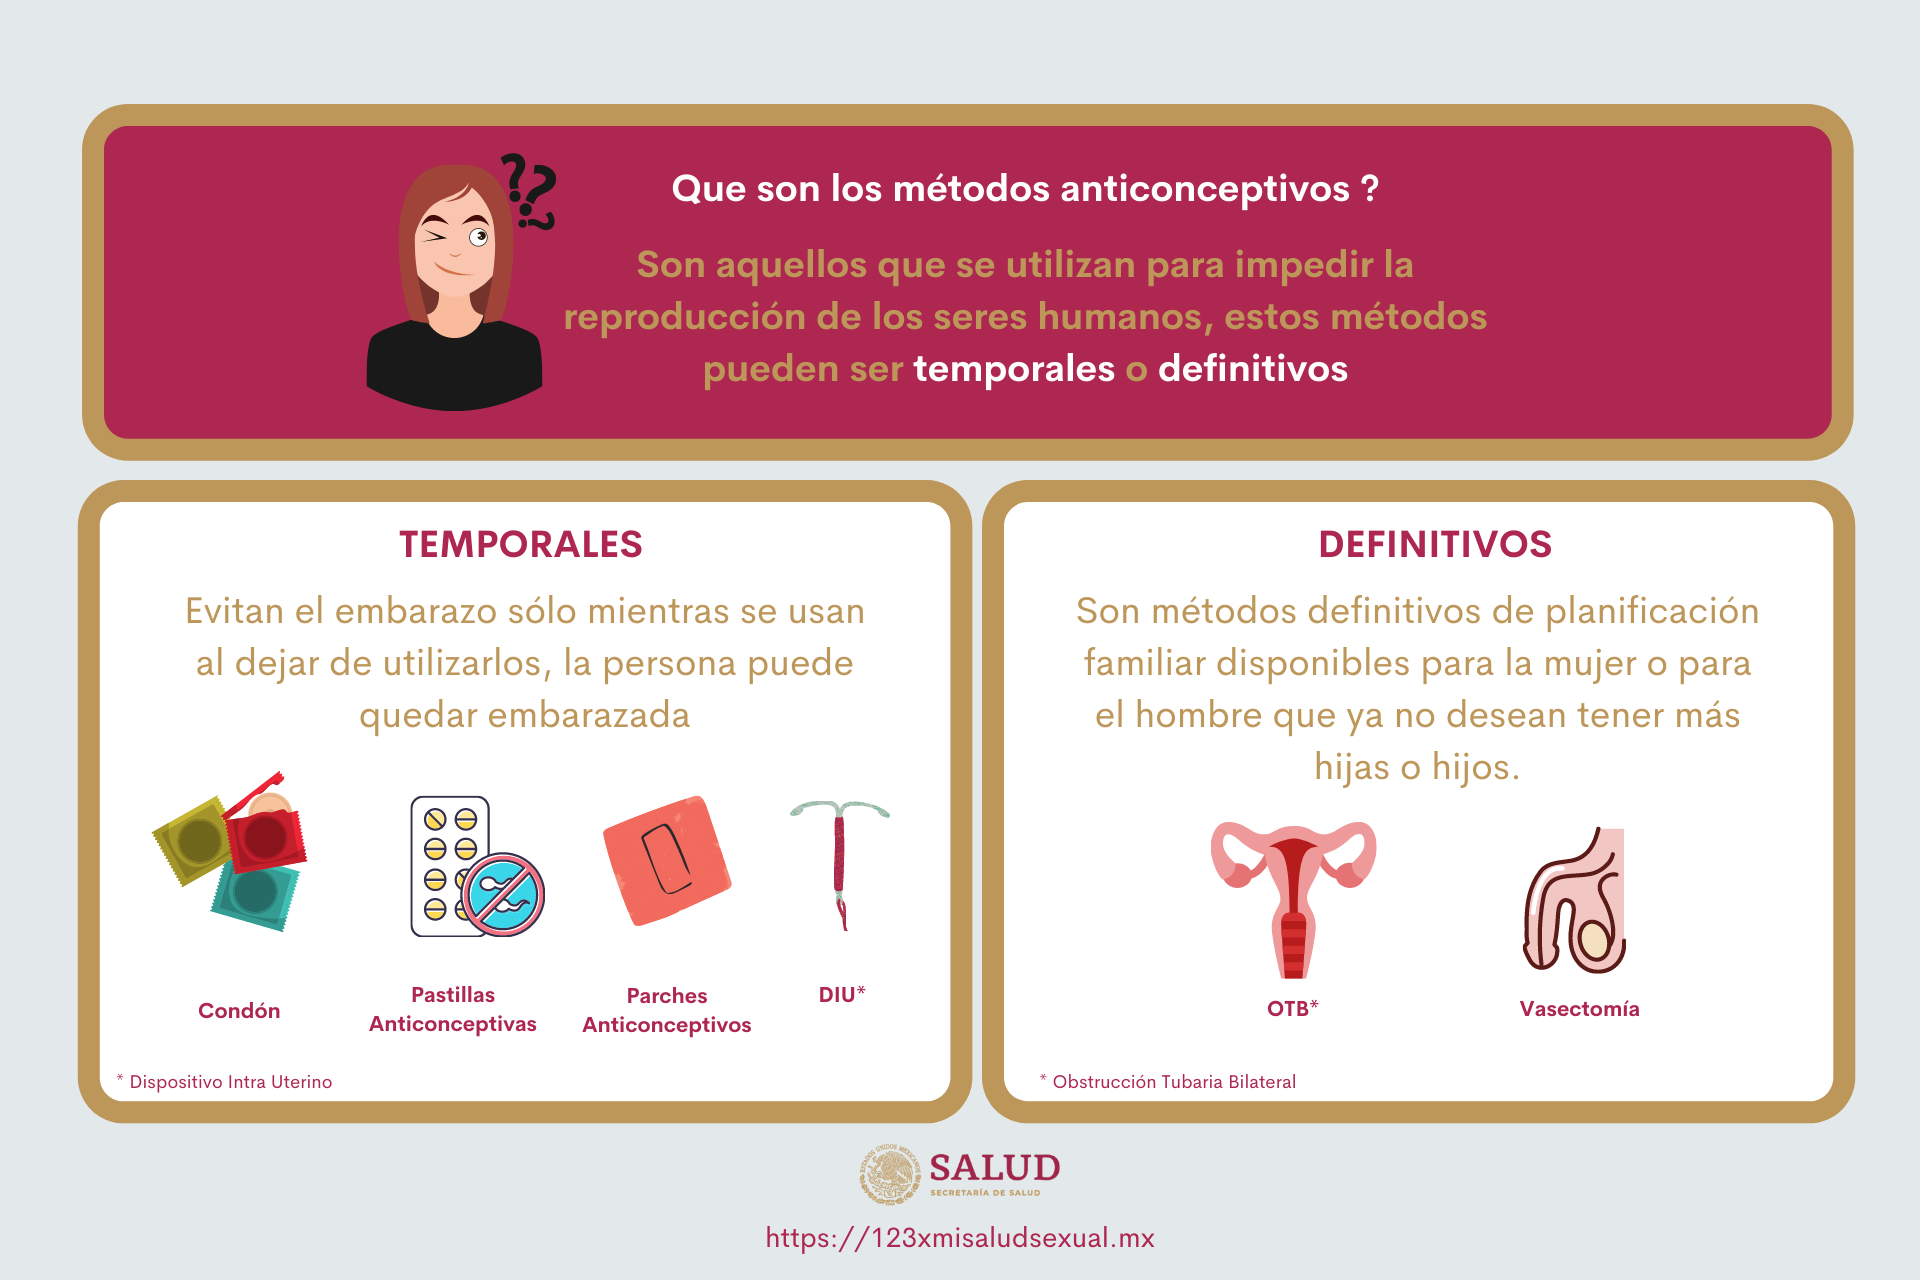 Que son los métodos anticonceptivos ?
Son aquellos que se utilizan para impedir la
reproducción de los seres humanos, estos métodos
pueden ser temporales o definitivos
TEMPORALES
Evitan el embarazo sólo mientras se usan
al dejar de utilizarlos, la persona puede
quedar embarazada
Condón
Pastillas
Anticonceptivas
Parches
Anticonceptivos
DIU*
* Dispositivo Intra Uterino
DEFINITIVOS
Son métodos definitivos de planificación
familiar disponibles para la mujer o para
el hombre que ya no desean tener más
hijas o hijos.
OTB*
Vasectomía
* Obstrucción Tubaria Bilateral
ESTADOS UNIDOS MEXICANOS
SALUD
SECRETARÍA DE SALUD
https://123xmisaludsexual.mx